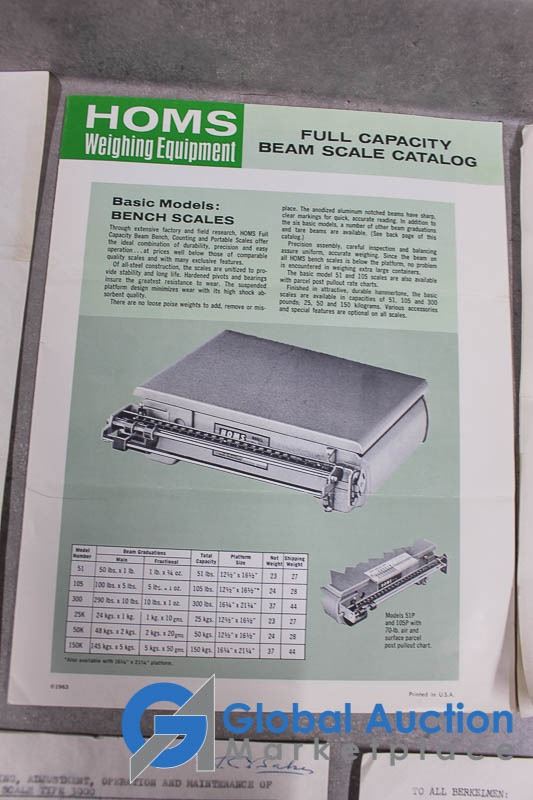 HOMS
Weighing Equipment
FULL CAPACITY
BEAM SCALE CATALOG
Basic Models:
BENCH SCALES
Through extensive factory and field research, HOMS Full
Capacity Beam Bench, Counting and Portable Scales offer
the ideal combination of durability, precision and easy
operation...at prices well below those of comparable
quality scales and with many exclusive features.
Of all-steel construction, the scales are utilized to pro-
vide stability and long life. Hardened pivots and bearings
insure the greatest resistance to wear. The suspended
platform design minimizes wear with its high shock ab-
sorbent quality.
There are no loose poise weights to add, remove or mis-
place. The anodized aluminum notched beams have sharp,
clear markings for quick, accurate reading. In addition to
the six basic models, a number of other beam graduations
and tare beams are available. (See back page of this
catalog.)
Precision assembly, careful inspection and balancing
assure uniform, accurate weighing. Since the beam on
all HOMS bench scales is below the platform, no problem
is encountered in weighing extra large containers.
The basic model 51 and 105 scales are also available
with parcel post pullout rate charts.
Finished in attractive, durable hammertone, the basic
scales are available in capacities of 51, 105 and 300
pounds; 25, 50 and 150 kilograms. Various accessories
and special features are optional on all scales.
HOMS
Model Number Beam Graduations Main Fractional Total Capacity Platform Size Net Weight Shipping Weight
51 50 lbs. x 1 lb. 1 lb. x ¼ oz. 51 lbs. 12½" x 16½" 23 27
105 100 lbs. x 5 lbs. 5 lbs. x 1 oz. 105 lbs. 12½" x 16½"* 24 28
300 290 lbs. x 10 lbs. 10 lbs. x 1 oz. 300 lbs. 16¼" x 21¼" 37 44
25K 24 kgs. x 1 kg. 1 kg. x 10 gms. 25 kgs. 12½" x 16½" 23 27
50K 48 kgs. x 2 kgs. 2 kgs. x 20 gms. 50 kgs. 12½" x 16½" 24 28
150K 145 kgs. x 5 kgs. 5 kgs. x 50 gms. 150 kgs. 16¼" x 21¼" 37 44
*Also available with 16¼" x 21¼" platform.
Models 51P
and 105P with
70-lb. air and
surface parcel
post pullout chart.
©1963
Printed in U.S.A.
Global Auction
Marketplace
ADJUSTMENT, OPERATION AND MAINTENANCE OF
SCALE TYPE 3000
TO ALL BERKELMEN: